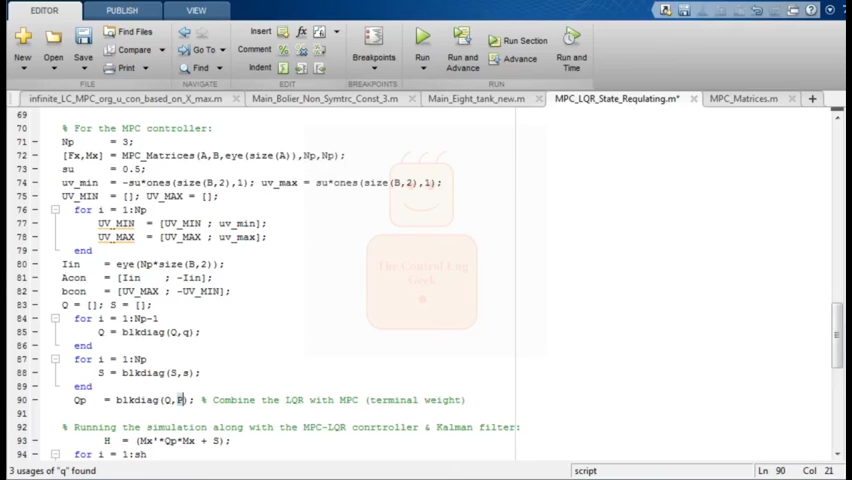 EDITOR PUBLISH VIEW
New Open Save Find Files Compare Print Go To Find Insert Comment Indent Breakpoints Run Run and Advance Run Section Advance Run and Time
FILE NAVIGATE EDIT BREAKPOINTS RUN
infinite_LC_MPC_org_u_con_based_on_X_max.m Main_Bolier_Non_Symtrc_Const_3.m Main_Eight_tank_new.m MPC_LQR_State_Regulating.m* MPC_Matrices.m
69
70 % For the MPC controller:
71 Np = 3;
72 [Fx,Mx] = MPC_Matrices(A,B,eye(size(A)),Np,Np);
73 su = 0.5;
74 uv_min = -su*ones(size(B,2),1); uv_max = su*ones(size(B,2),1);
75 UV_MIN = []; UV_MAX = [];
76 for i = 1:Np
77 UV_MIN = [UV_MIN ; uv_min];
78 UV_MAX = [UV_MAX ; uv_max];
79 end
80 Iin = eye(Np*size(B,2));
81 Acon = [Iin ; -Iin];
82 bcon = [UV_MAX ; -UV_MIN];
83 Q = []; S = [];
84 for i = 1:Np-1
85 Q = blkdiag(Q,q);
86 end
87 for i = 1:Np
88 S = blkdiag(S,s);
89 end
90 Qp = blkdiag(Q,P); % Combine the LQR with MPC (terminal weight)
91
92 % Running the simulation along with the MPC-LQR conrtroller & Kalman filter:
93 H = (Mx'*Qp*Mx + S);
94 for i = 1:sh
The Control Eng
Geek
3 usages of "q" found script Ln 90 Col 21